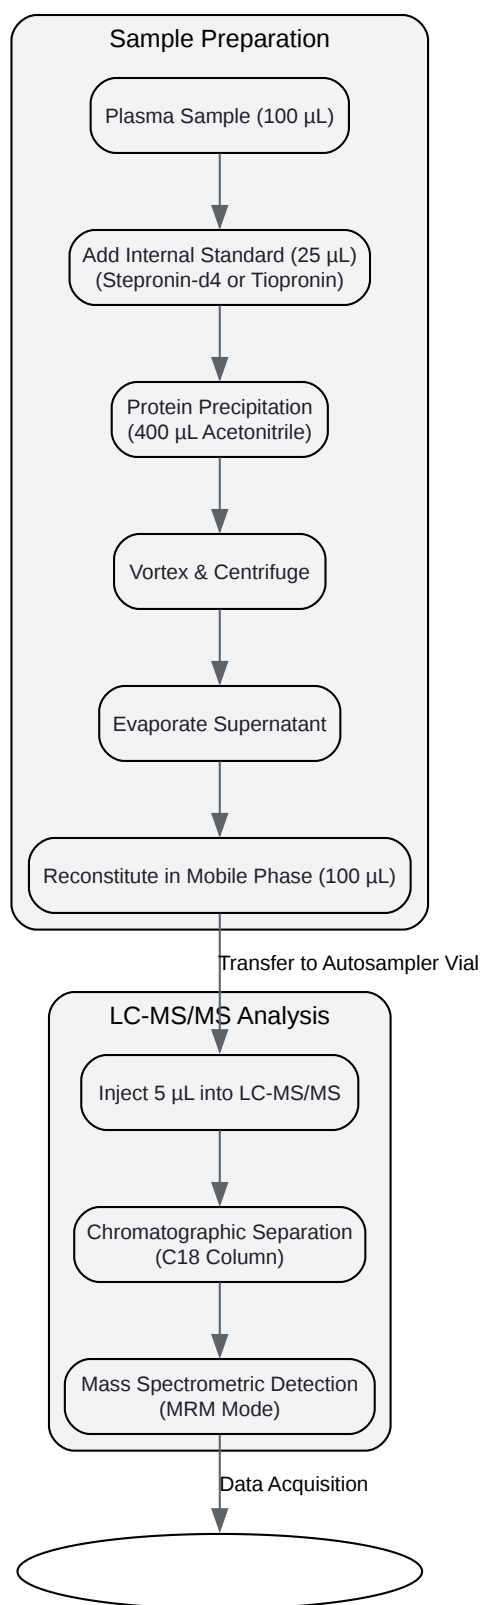 Sample Preparation
Plasma Sample (100 µL)
Add Internal Standard (25 µL)
(Stepronin-d4 or Tiopronin)
Protein Precipitation
(400 µL Acetonitrile)
Vortex & Centrifuge
Evaporate Supernatant
Reconstitute in Mobile Phase (100 µL)
Transfer to Autosampler Vial
LC-MS/MS Analysis
Inject 5 µL into LC-MS/MS
Chromatographic Separation
(C18 Column)
Mass Spectrometric Detection
(MRM Mode)
Data Acquisition